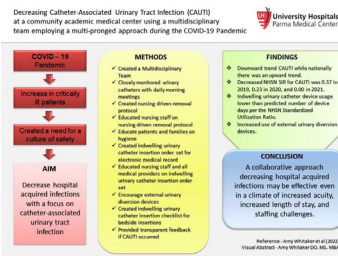 Decreasing Catheter-Associated Urinary Tract Infection (CAUTI)
at a community academic medical center using a multidisciplinary
team employing a multi-pronged approach during the COVID-19 Pandemic
University Hospitals
Parma Medical Center
COVID – 19
Pandemic
Increase in critically
ill patients
Created a need for a
culture of safety
AIM
Decrease hospital
acquired infections
with a focus on
catheter-associated
urinary tract
infection
METHODS
✓ Created a Multidisciplinary
Team
✓ Closely monitored urinary
catheters with daily morning
meetings
✓ Created nursing driven removal
protocol
✓ Educated nursing staff on
nursing driven removal protocol
✓ Educate patients and families on
hygiene
✓ Created indwelling urinary
catheter insertion order set for
electronic medical record
✓ Educated nursing staff and all
medical providers on indwelling
urinary catheter insertion order
set
✓ Encourage external urinary
diversion devices
✓ Created indwelling urinary
catheter insertion checklist for
bedside insertions
✓ Provided transparent feedback
if CAUTI occurred
FINDINGS
✓ Downward trend CAUTI while nationally
there was an upward trend.
✓ Decreased NHSN SIR for CAUTI was 0.37 in
2019, 0.23 in 2020, and 0.00 in 2021.
✓ Indwelling urinary catheter device usage
lower than predicted number of device
days per the NHSN Standardized
Utilization Ratio.
✓ Increased use of external urinary diversion
devices.
CONCLUSION
A collaborative approach
decreasing hospital acquired
infections may be effective even
in a climate of increased acuity,
increased length of stay, and
staffing challenges.
Reference - Amy Whitaker et al (2022)
Visual Abstract - Amy Whitaker DO, MS, MBA